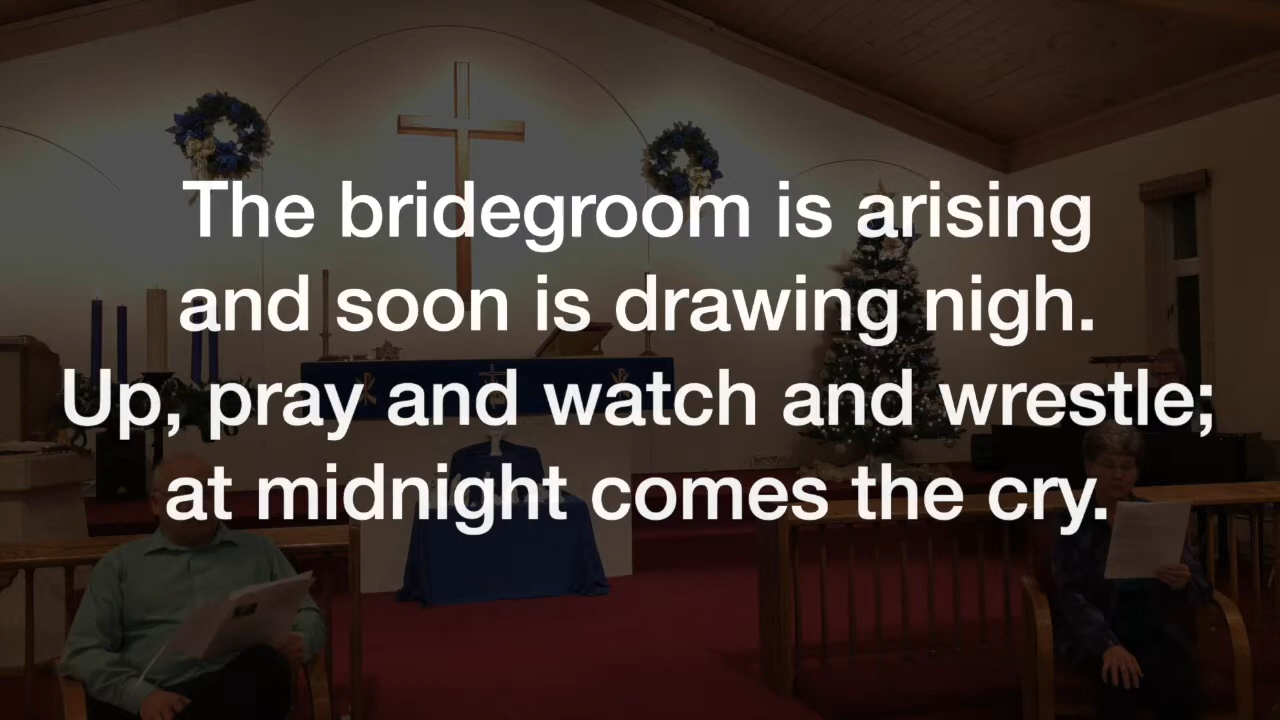 The bridegroom is arising
and soon is drawing nigh.
Up, pray and watch and wrestle;
at midnight comes the cry.